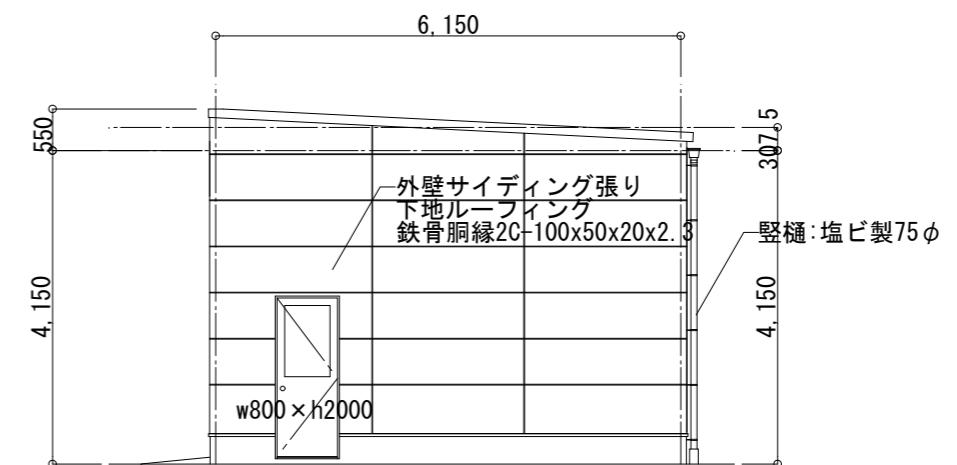 6,150
550
307.5
外壁サイディング張り
下地ルーフィング
鉄骨胴縁2C-100x50x20x2.3
竪樋:塩ビ製75φ
4,150
4,150
w800×h2000